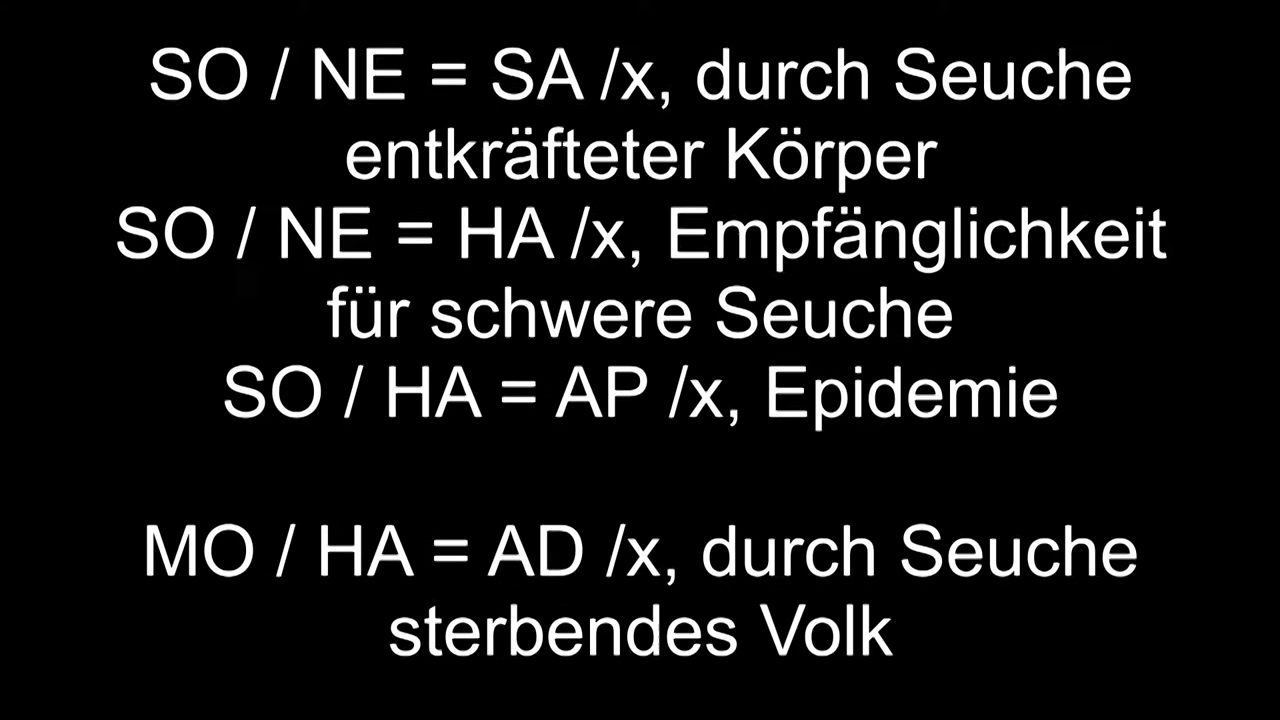 SO / NE = SA /x, durch Seuche
entkräfteter Körper
SO / NE = HA /x, Empfänglichkeit
für schwere Seuche
SO / HA = AP /x, Epidemie
MO / HA = AD /x, durch Seuche
sterbendes Volk